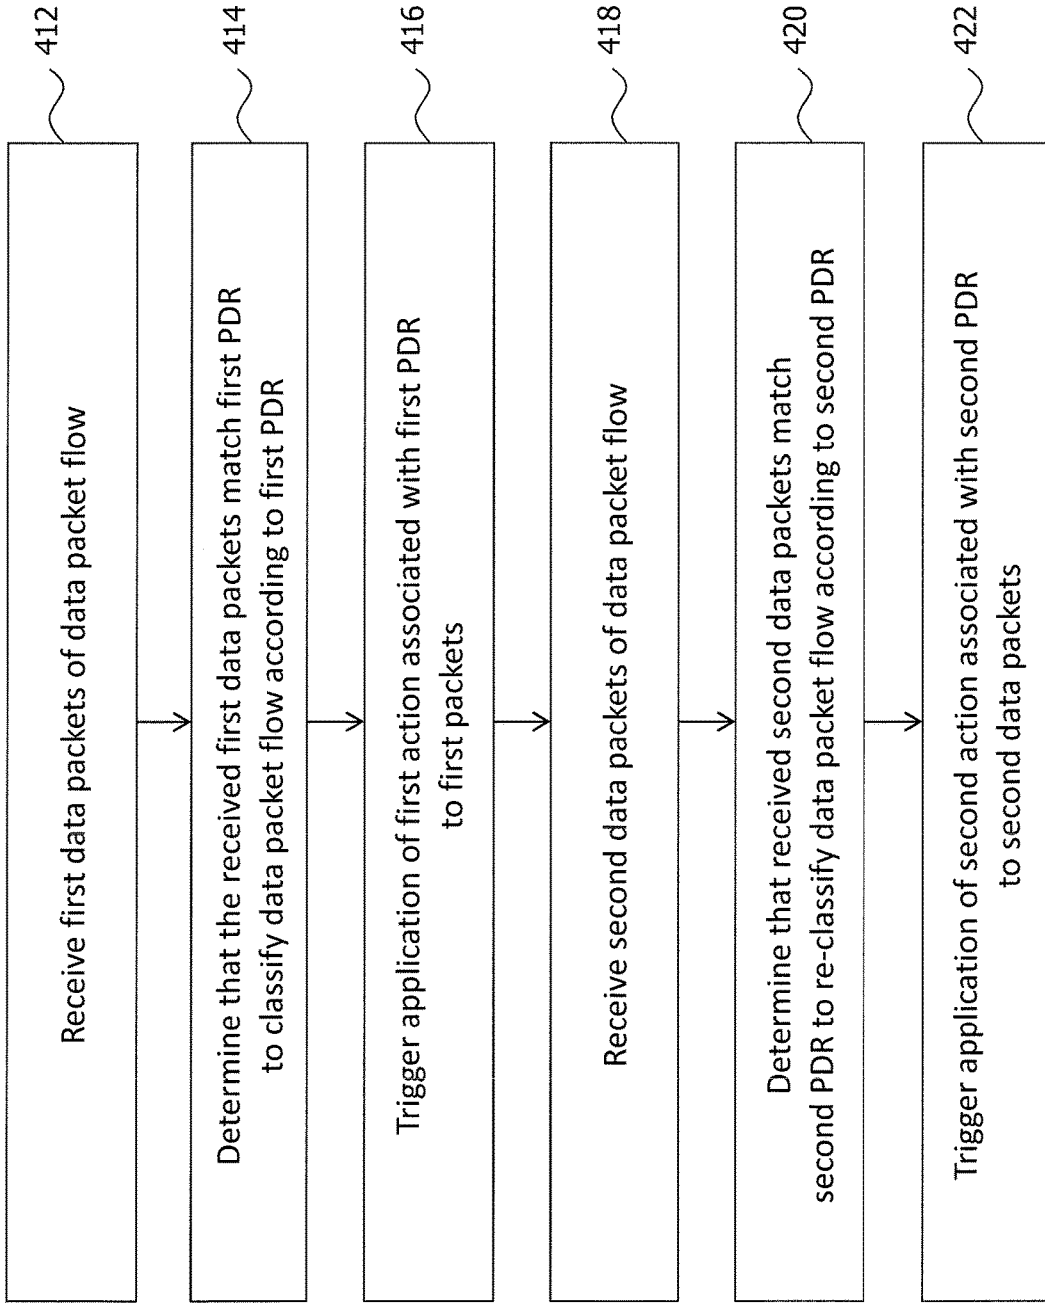 Receive first data packets of data packet flow
412
Determine that the received first data packets match first PDR
to classify data packet flow according to first PDR
414
Trigger application of first action associated with first PDR
to first packets
416
Receive second data packets of data packet flow
418
Determine that received second data packets match
second PDR to re-classify data packet flow according to second PDR
420
Trigger application of second action associated with second PDR
to second data packets
422